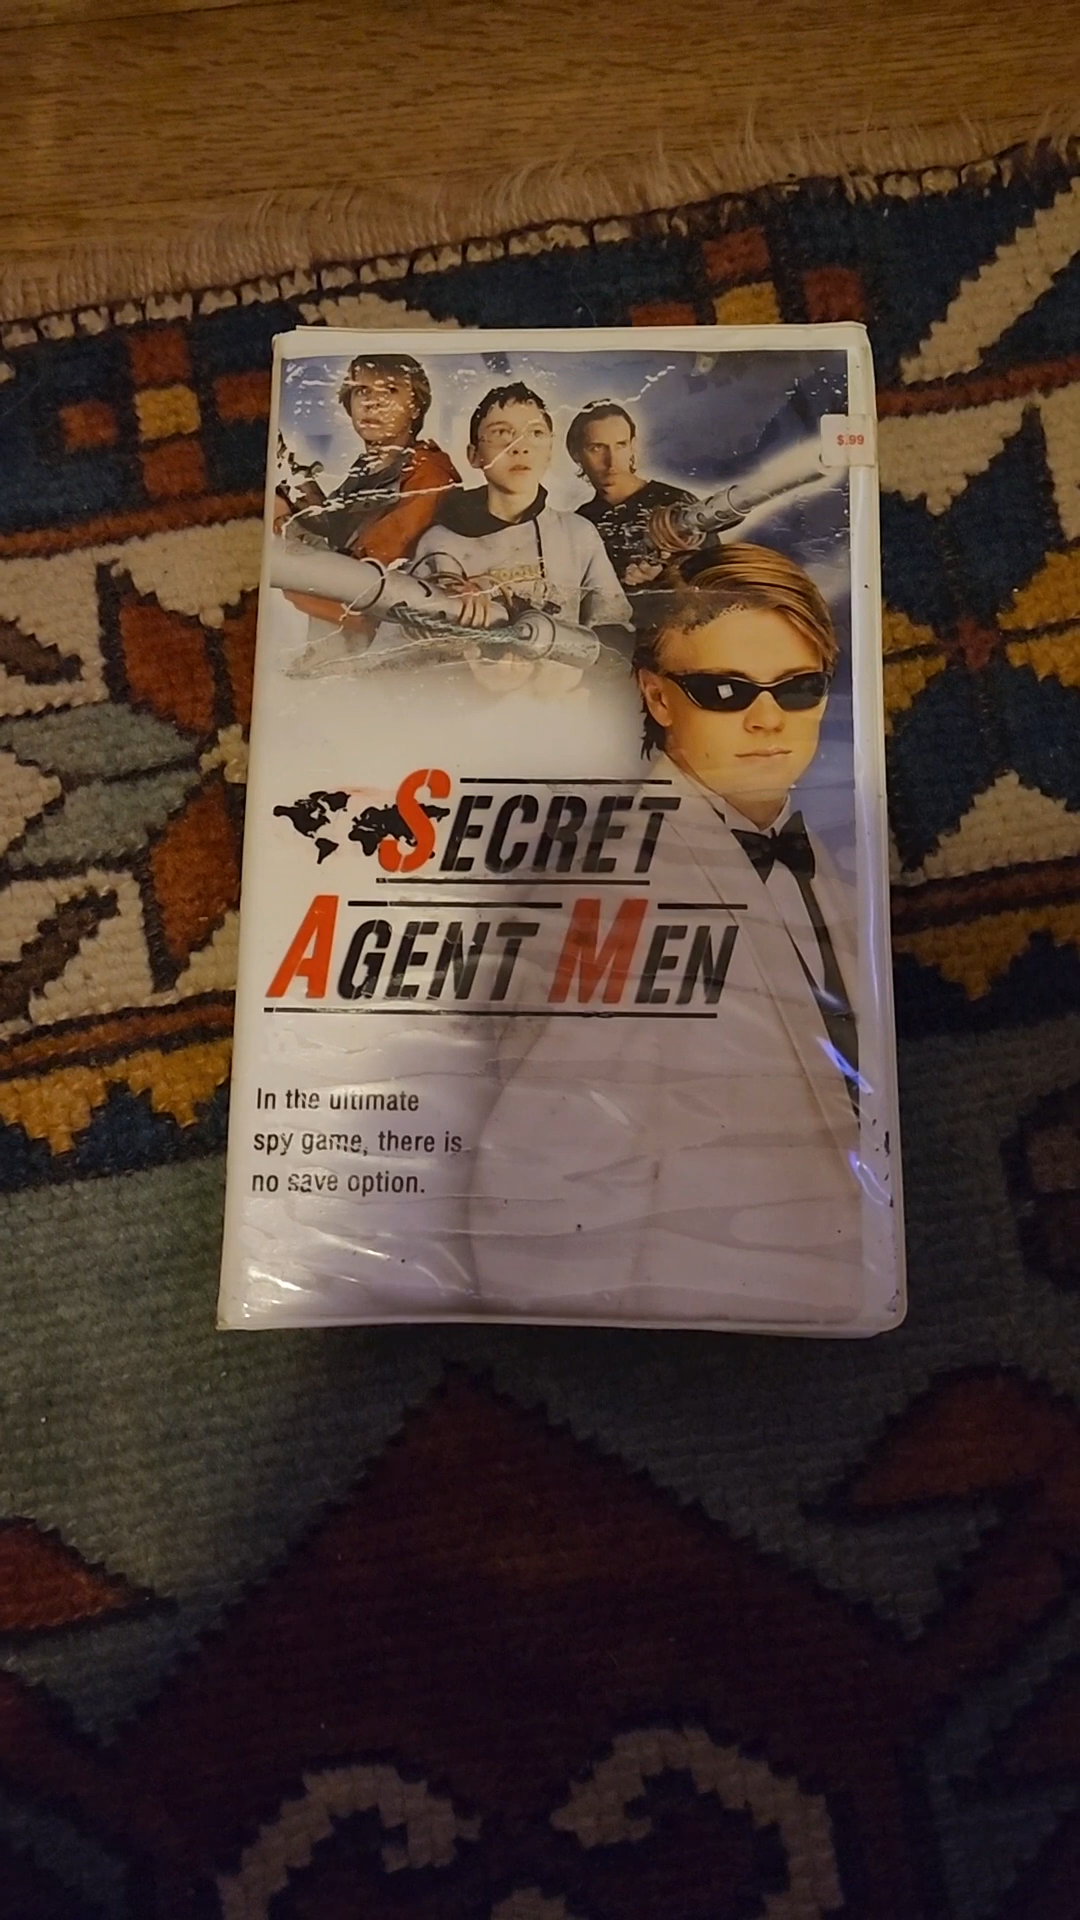 $.99
SECRET
AGENT MEN
In the ultimate
spy game, there is
no save option.